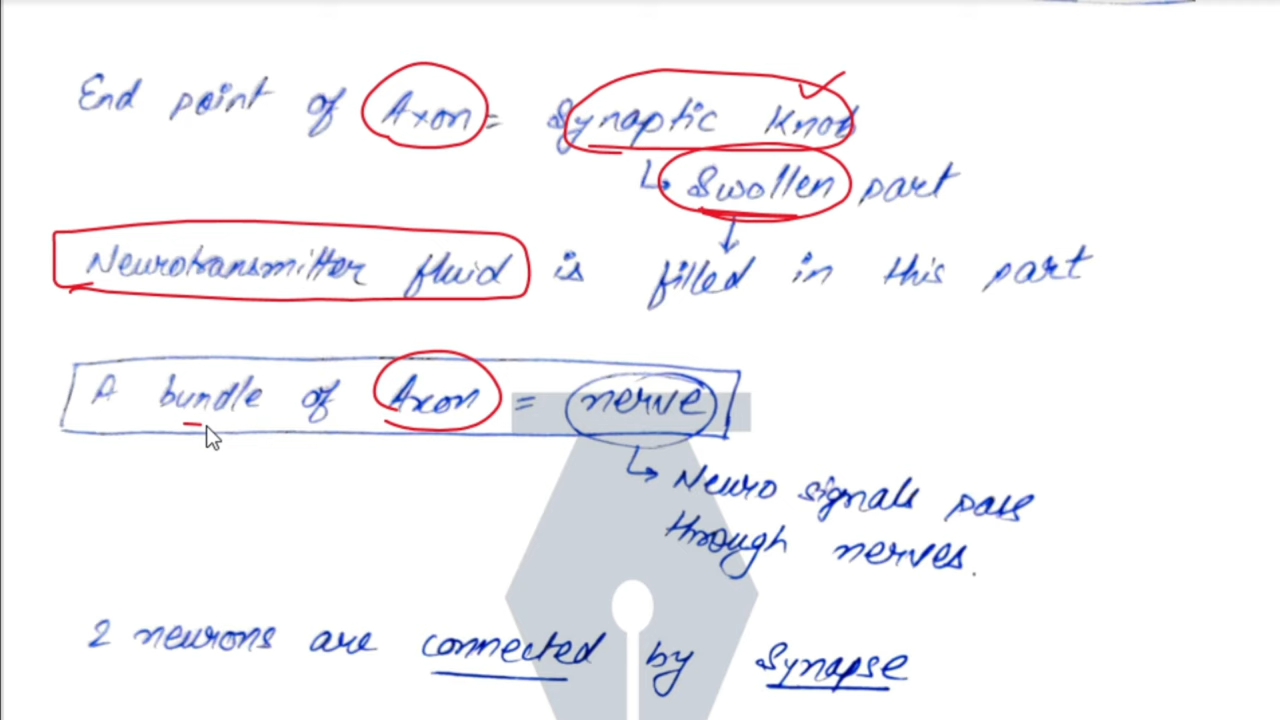 End point of Axon = Synaptic Knob
↳ Swollen part
Neurotransmitter fluid is filled in this part
A bundle of Axon = nerve
↳ Neuro signals pass
through nerves.
2 neurons are connected by Synapse